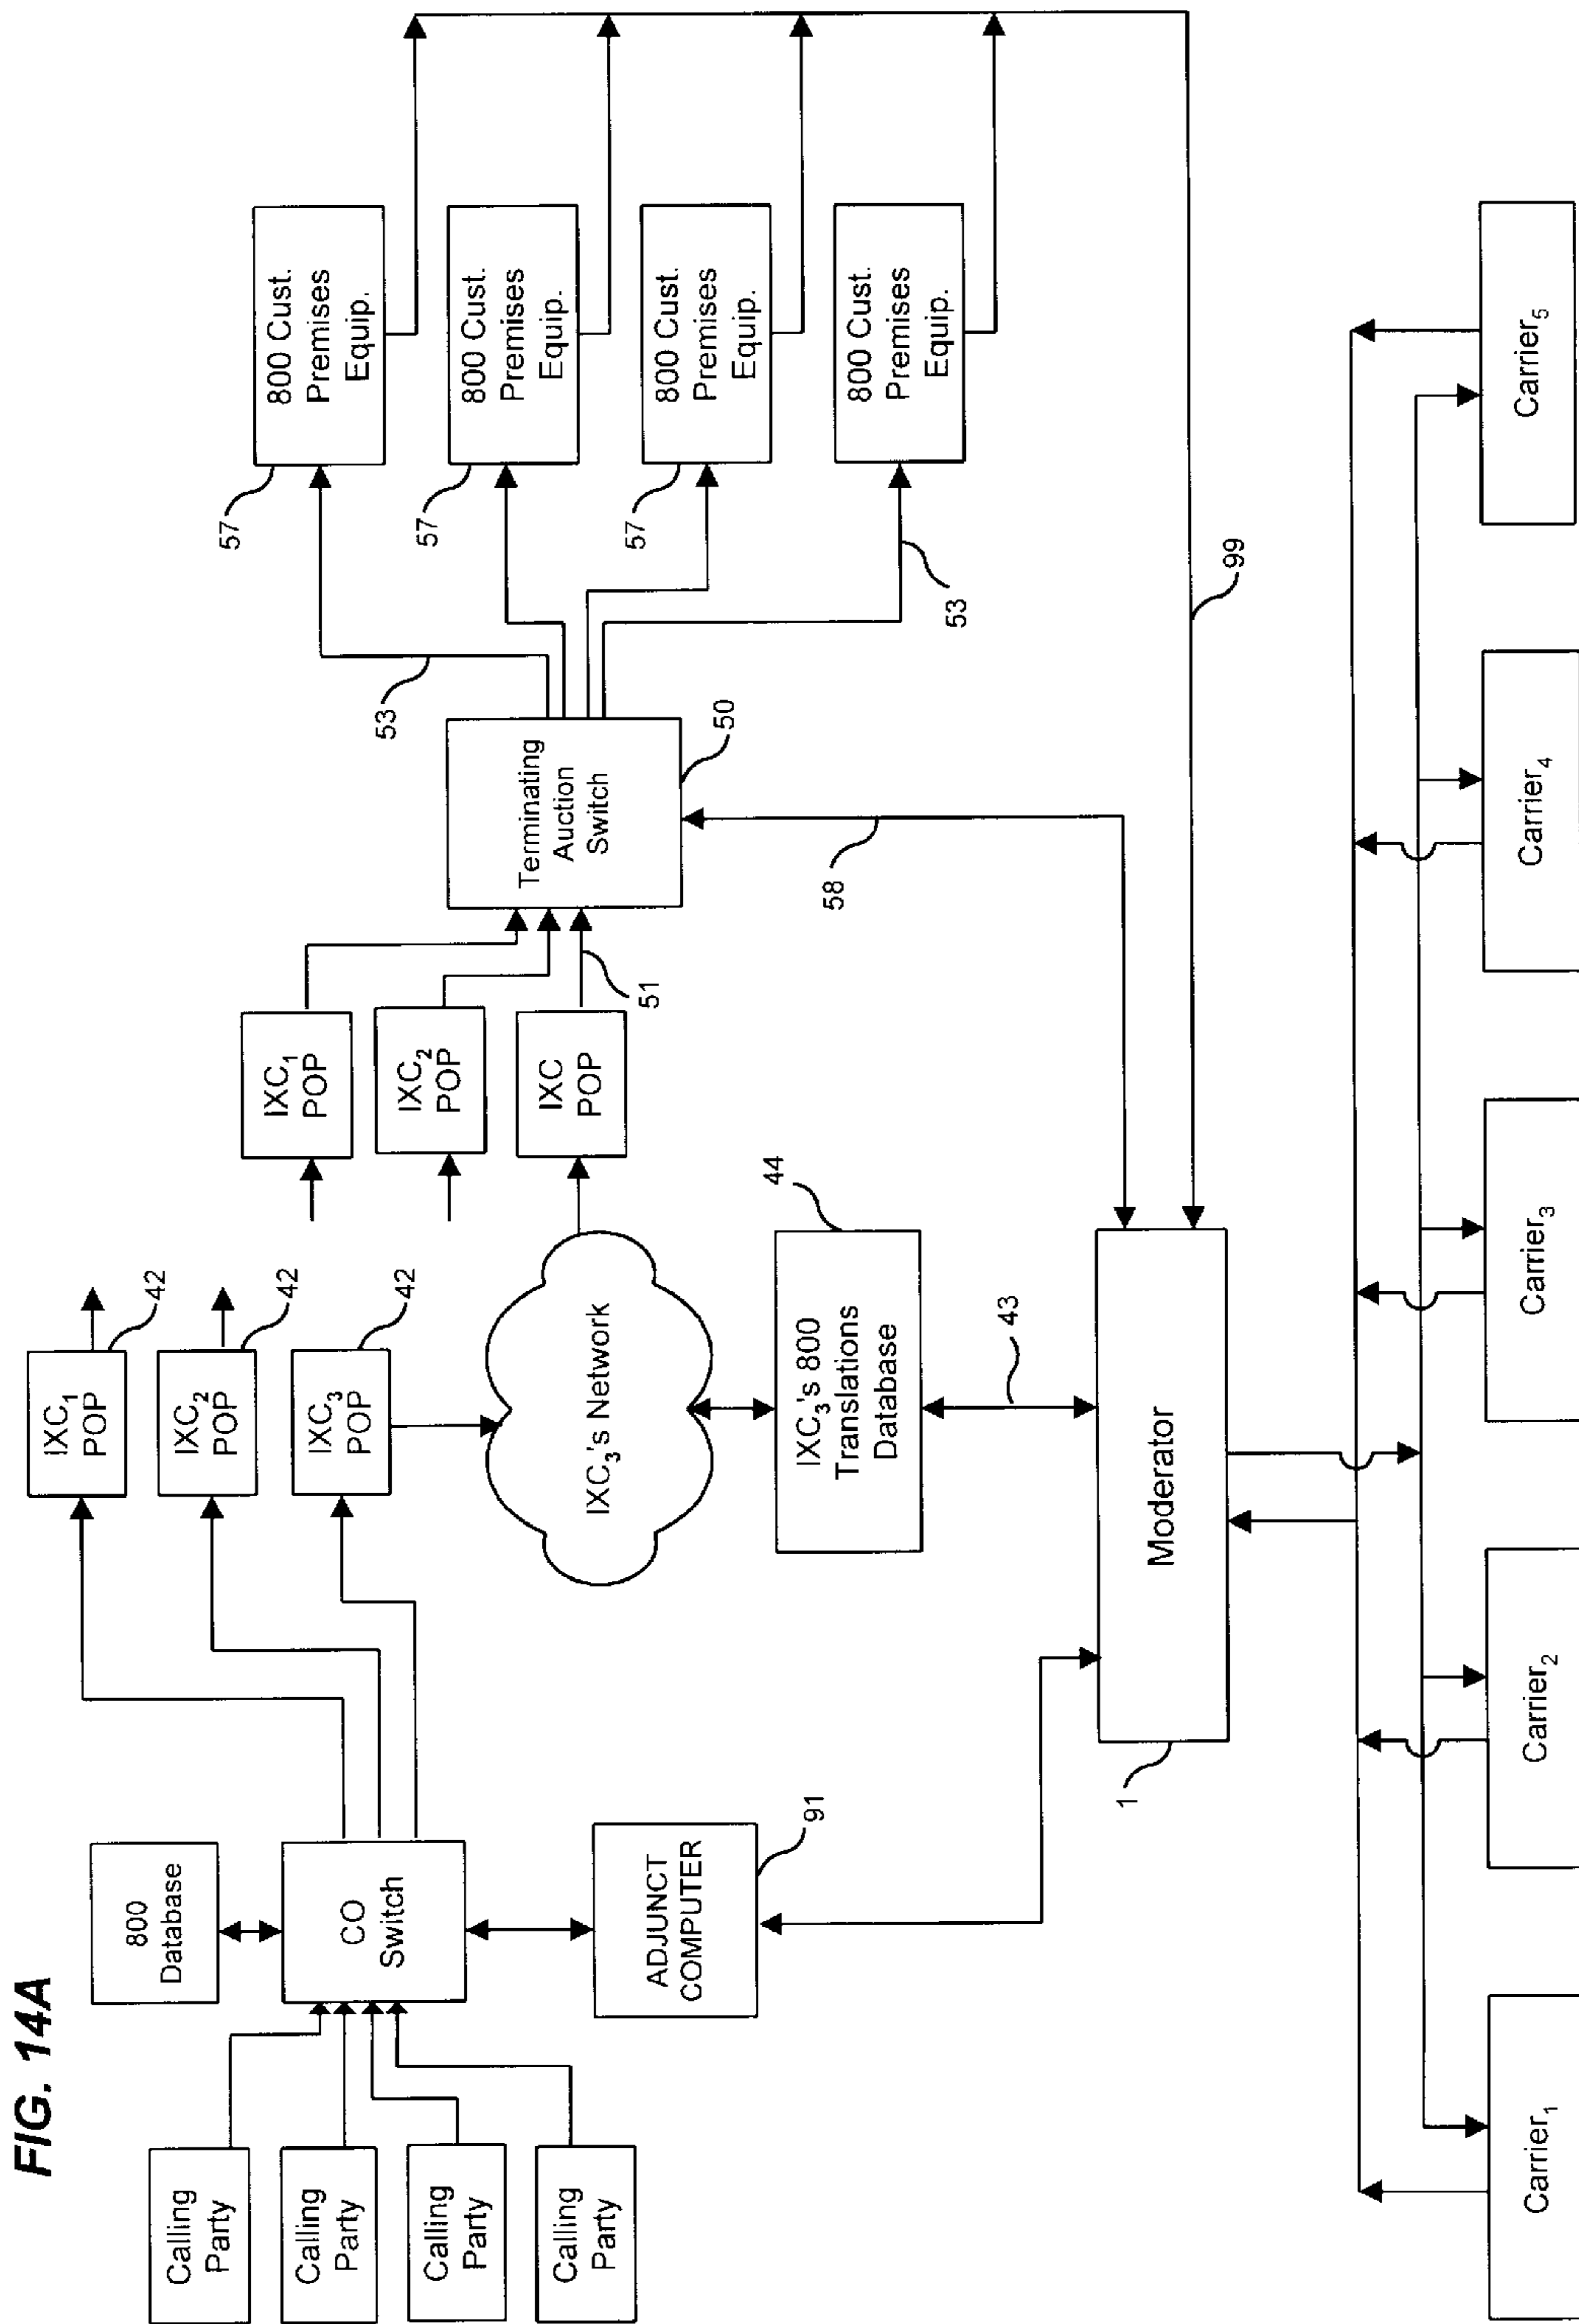 FIG. 14A
Calling
Party
Calling
Party
Calling
Party
Calling
Party
800
Database
CO
Switch
ADJUNCT
COMPUTER
91
IXC1
POP
42
IXC2
POP
42
IXC3
POP
42
IXC3's Network
IXC3's 800
Translations
Database
44
43
Moderator
1
IXC1
POP
IXC2
POP
IXC
POP
51
Terminating
Auction
Switch
50
58
53
53
800 Cust.
Premises
Equip.
57
800 Cust.
Premises
Equip.
57
800 Cust.
Premises
Equip.
57
800 Cust.
Premises
Equip.
99
Carrier1
Carrier2
Carrier3
Carrier4
Carrier5